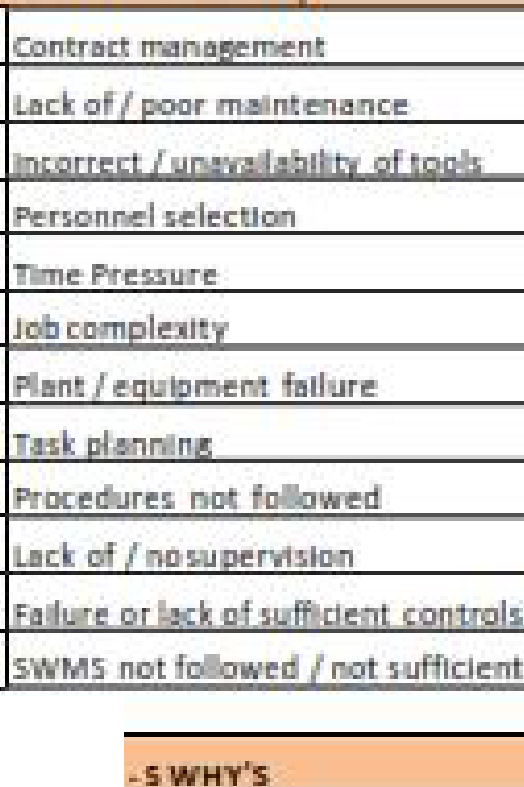 Contract management
Lack of / poor maintenance
Incorrect / unavailability of tools
Personnel selection
Time Pressure
Job complexity
Plant / equipment failure
Task planning
Procedures not followed
Lack of / no supervision
Failure or lack of sufficient controls
SWMS not followed / not sufficient
- 5 WHY'S